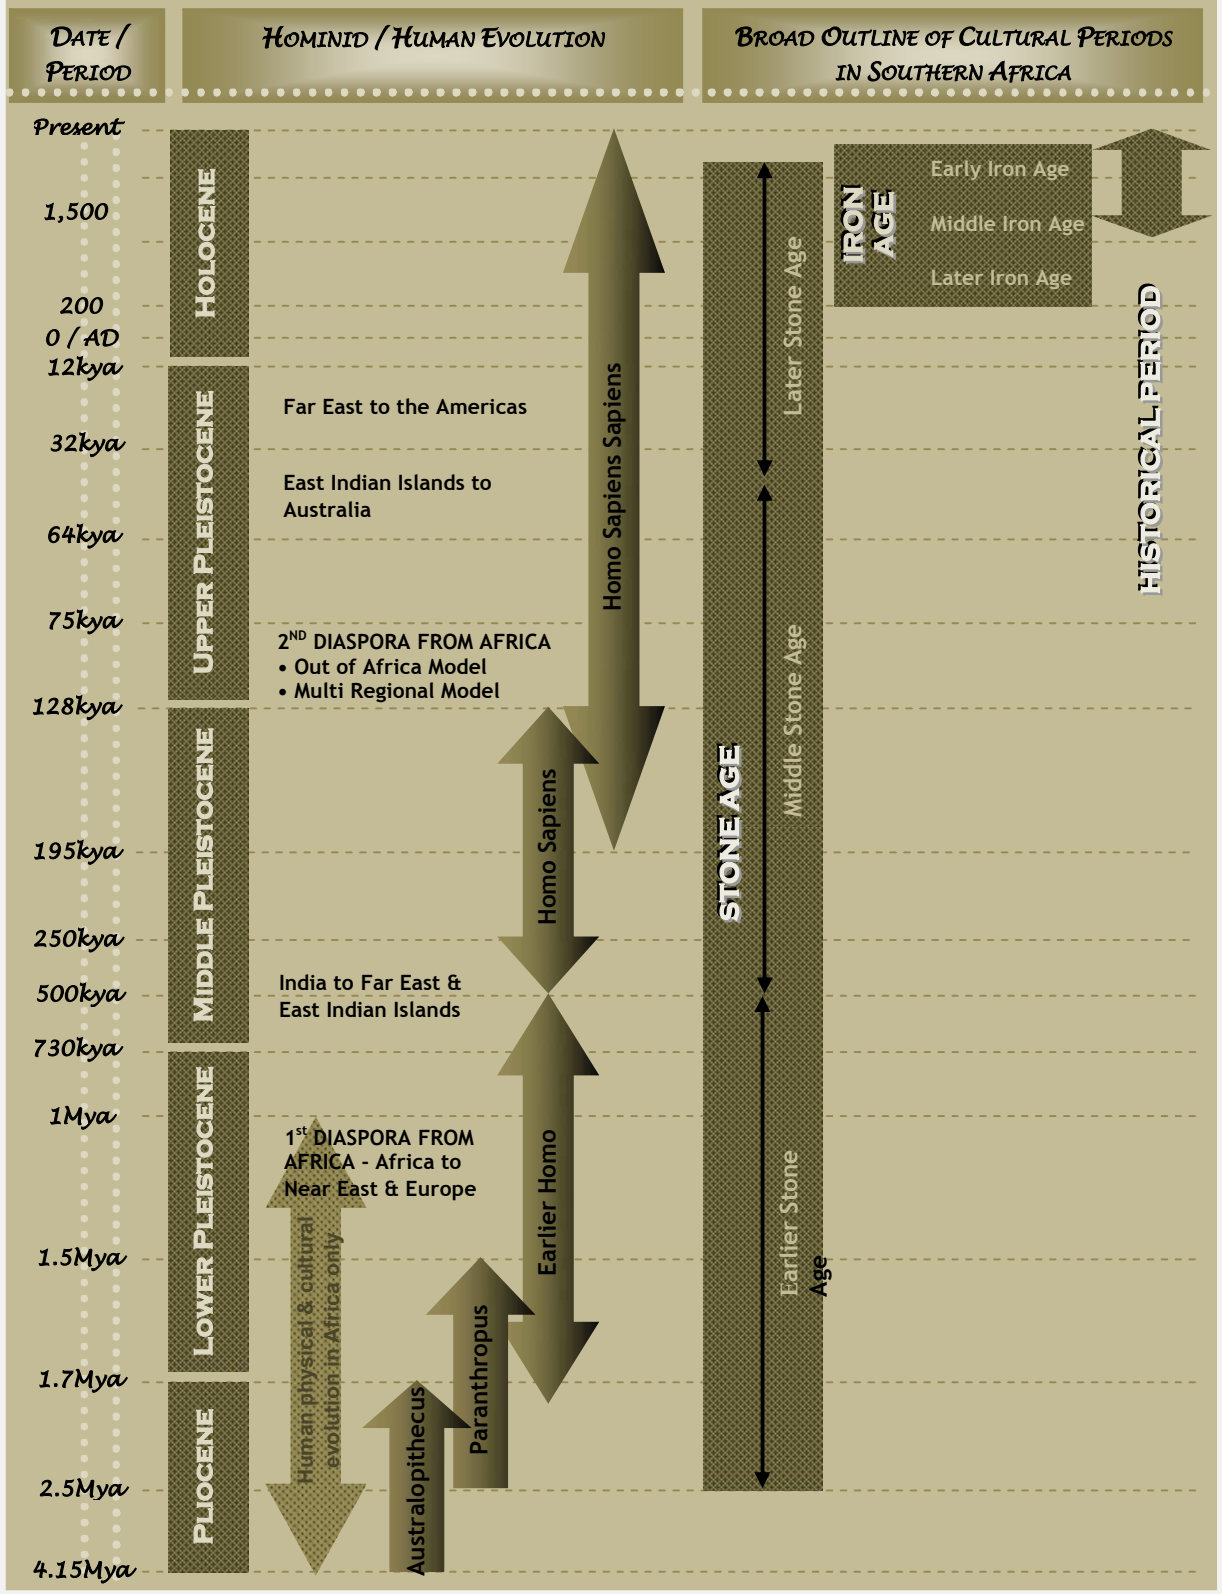 DATE /
PERIOD
HOMINID / HUMAN EVOLUTION
BROAD OUTLINE OF CULTURAL PERIODS
IN SOUTHERN AFRICA
Present
1,500
200
0 / AD
12kya
32kya
64kya
75kya
128kya
195kya
250kya
500kya
730kya
1Mya
1.5Mya
1.7Mya
2.5Mya
4.15Mya
HOLOCENE
UPPER PLEISTOCENE
MIDDLE PLEISTOCENE
LOWER PLEISTOCENE
PLIOCENE
Far East to the Americas
East Indian Islands to
Australia
2ND DIASPORA FROM AFRICA
• Out of Africa Model
• Multi Regional Model
India to Far East &
East Indian Islands
1st DIASPORA FROM
AFRICA - Africa to
Near East & Europe
Human physical & cultural
evolution in Africa only
Australopithecus
Paranthropus
Earlier Homo
Homo Sapiens
Homo Sapiens Sapiens
STONE AGE
Later Stone Age
Middle Stone Age
Earlier Stone
Age
IRON
AGE
Early Iron Age
Middle Iron Age
Later Iron Age
HISTORICAL PERIOD